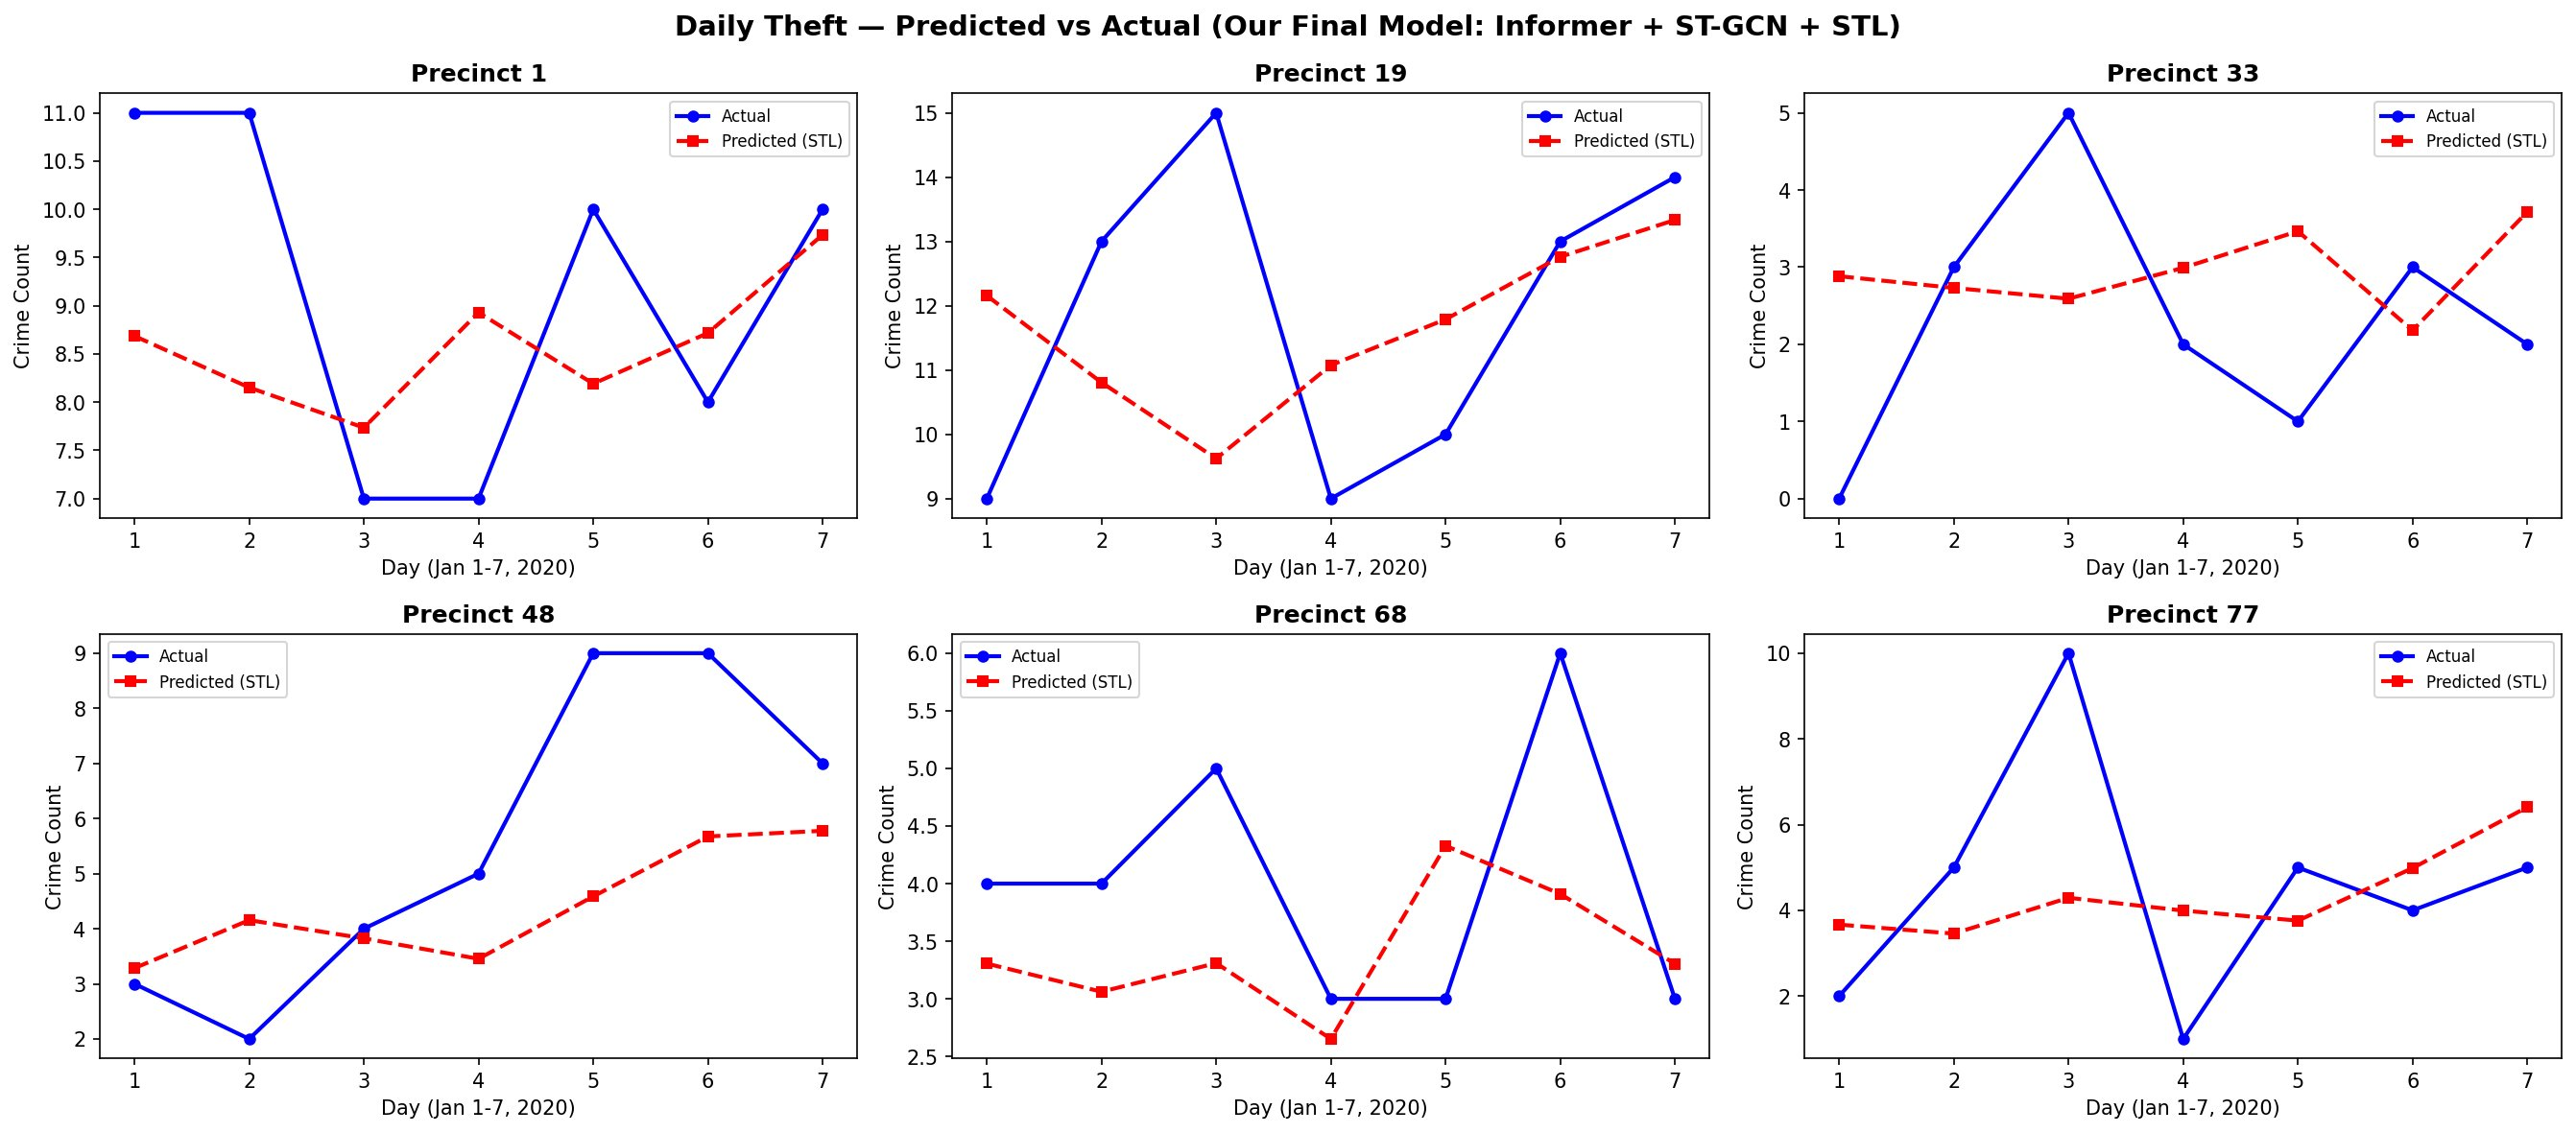 Daily Theft — Predicted vs Actual (Our Final Model: Informer + ST-GCN + STL)
Precinct 1
Crime Count
11.0
10.5
10.0
9.5
9.0
8.5
8.0
7.5
7.0
Actual
Predicted (STL)
1 2 3 4 5 6 7
Day (Jan 1-7, 2020)
Precinct 19
Crime Count
15
14
13
12
11
10
9
Actual
Predicted (STL)
1 2 3 4 5 6 7
Day (Jan 1-7, 2020)
Precinct 33
Crime Count
5
4
3
2
1
0
Actual
Predicted (STL)
1 2 3 4 5 6 7
Day (Jan 1-7, 2020)
Precinct 48
Crime Count
9
8
7
6
5
4
3
2
Actual
Predicted (STL)
1 2 3 4 5 6 7
Day (Jan 1-7, 2020)
Precinct 68
Crime Count
6.0
5.5
5.0
4.5
4.0
3.5
3.0
2.5
Actual
Predicted (STL)
1 2 3 4 5 6 7
Day (Jan 1-7, 2020)
Precinct 77
Crime Count
10
8
6
4
2
Actual
Predicted (STL)
1 2 3 4 5 6 7
Day (Jan 1-7, 2020)